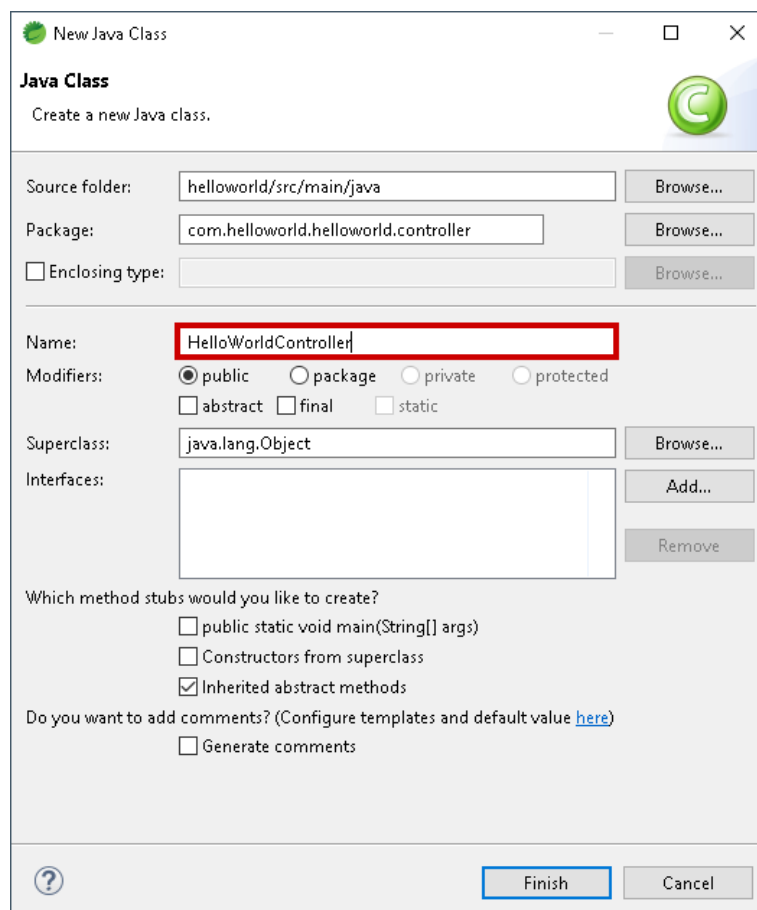 New Java Class
Java Class
Create a new Java class.
Source folder: helloworld/src/main/java Browse...
Package: com.helloworld.helloworld.controller Browse...
Enclosing type: Browse...
Name: HelloWorldController
Modifiers: public package private protected
abstract final static
Superclass: java.lang.Object Browse...
Interfaces: Add...
Remove
Which method stubs would you like to create?
public static void main(String[] args)
Constructors from superclass
Inherited abstract methods
Do you want to add comments? (Configure templates and default value here)
Generate comments
? Finish Cancel